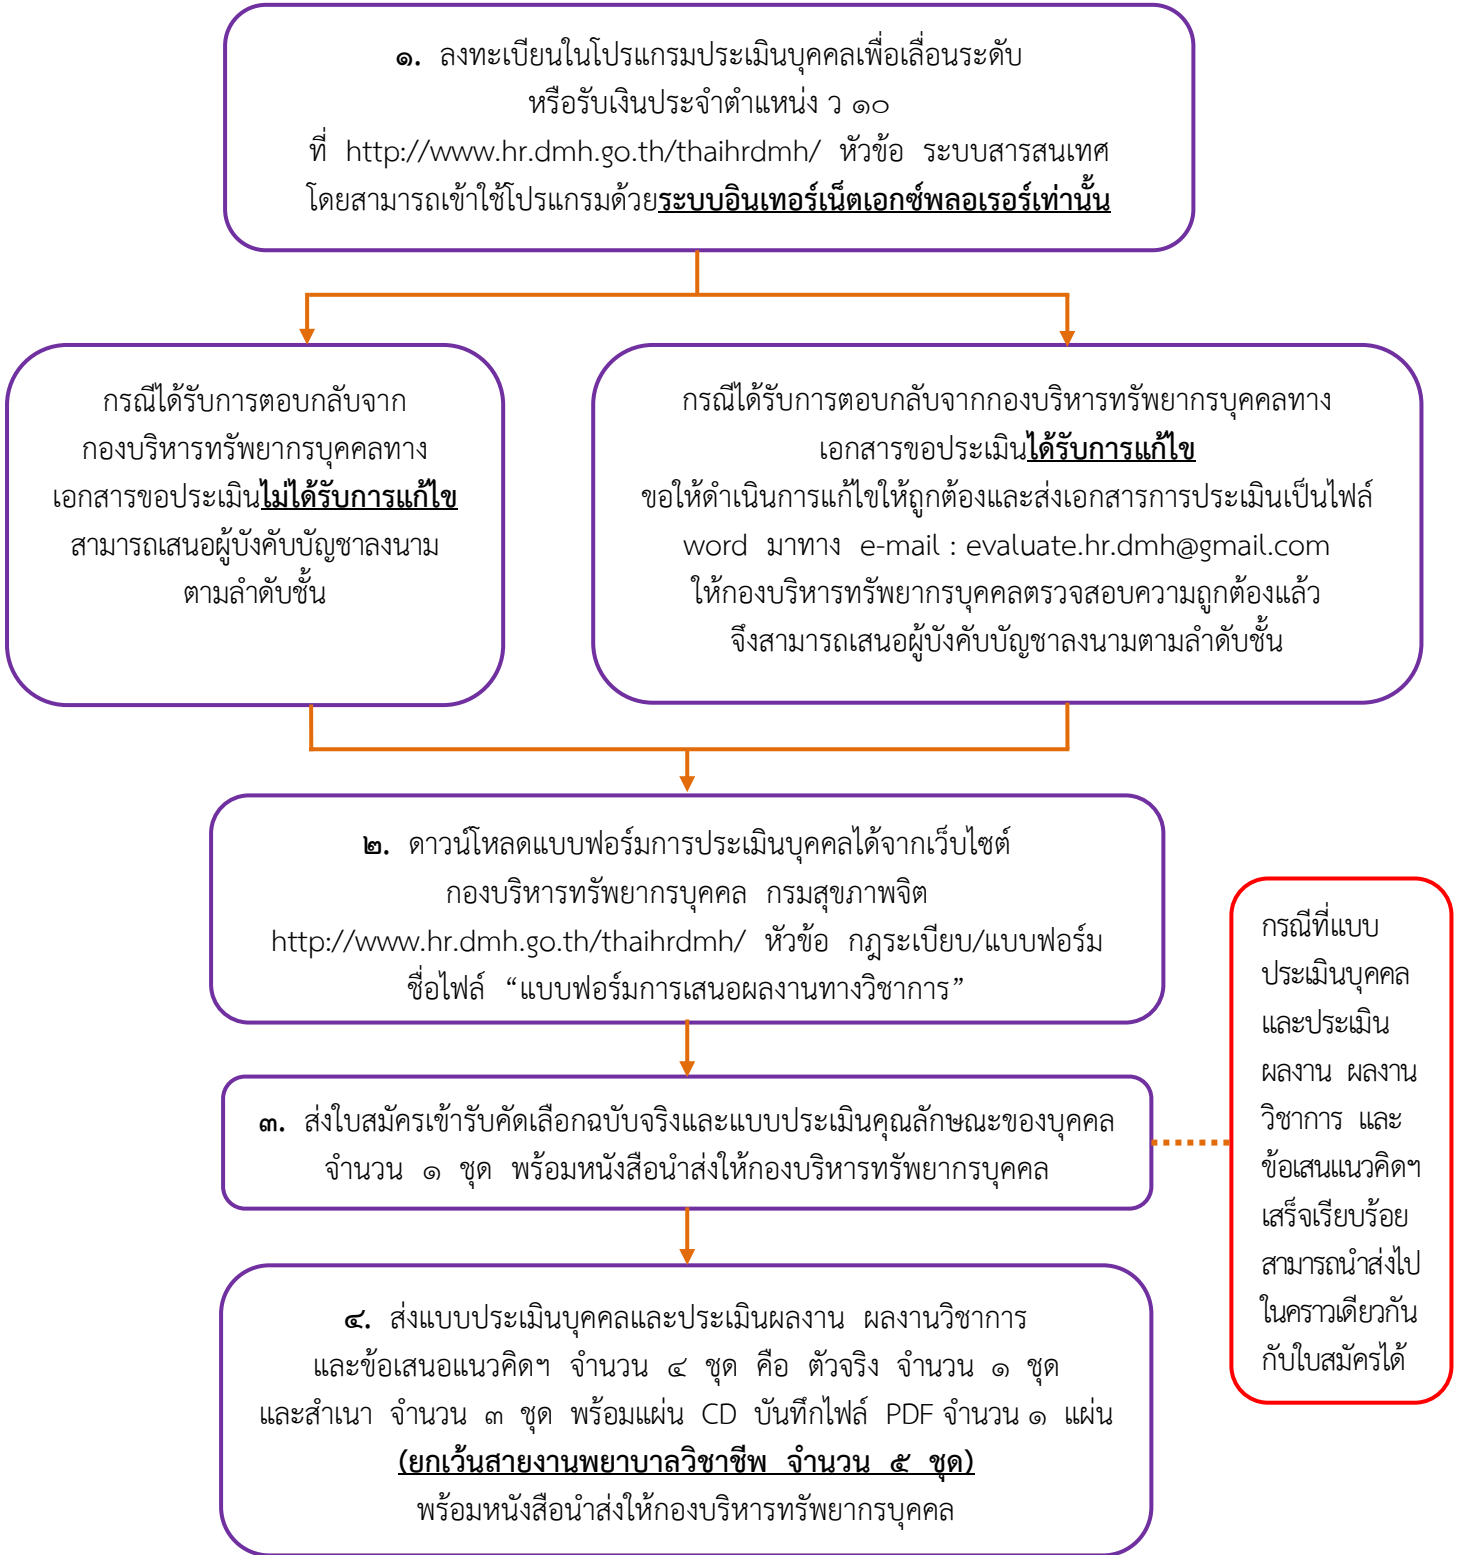 ๑. ลงทะเบียนในโปรแกรมประเมินบุคคลเพื่อเลื่อนระดับ
หรือรับเงินประจำตำแหน่ง ว ๑๐
ที่ http://www.hr.dmh.go.th/thaihrdmh/ หัวข้อ ระบบสารสนเทศ
โดยสามารถเข้าใช้โปรแกรมด้วยระบบอินเทอร์เน็ตเอกซ์พลอเรอร์เท่านั้น
กรณีได้รับการตอบกลับจาก
กองบริหารทรัพยากรบุคคลทาง
เอกสารขอประเมินไม่ได้รับการแก้ไข
สามารถเสนอผู้บังคับบัญชาลงนาม
ตามลำดับชั้น
กรณีได้รับการตอบกลับจากกองบริหารทรัพยากรบุคคลทาง
เอกสารขอประเมินได้รับการแก้ไข
ขอให้ดำเนินการแก้ไขให้ถูกต้องและส่งเอกสารการประเมินเป็นไฟล์
word มาทาง e-mail : evaluate.hr.dmh@gmail.com
ให้กองบริหารทรัพยากรบุคคลตรวจสอบความถูกต้องแล้ว
จึงสามารถเสนอผู้บังคับบัญชาลงนามตามลำดับชั้น
๒. ดาวน์โหลดแบบฟอร์มการประเมินบุคคลได้จากเว็บไซต์
กองบริหารทรัพยากรบุคคล กรมสุขภาพจิต
http://www.hr.dmh.go.th/thaihrdmh/ หัวข้อ กฎระเบียบ/แบบฟอร์ม
ชื่อไฟล์ “แบบฟอร์มการเสนอผลงานทางวิชาการ”
๓. ส่งใบสมัครเข้ารับคัดเลือกฉบับจริงและแบบประเมินคุณลักษณะของบุคคล
จำนวน ๑ ชุด พร้อมหนังสือนำส่งให้กองบริหารทรัพยากรบุคคล
กรณีที่แบบ
ประเมินบุคคล
และประเมิน
ผลงาน ผลงาน
วิชาการ และ
ข้อเสนแนวคิดฯ
เสร็จเรียบร้อย
สามารถนำส่งไป
ในคราวเดียวกัน
กับใบสมัครได้
๔. ส่งแบบประเมินบุคคลและประเมินผลงาน ผลงานวิชาการ
และข้อเสนอแนวคิดฯ จำนวน ๔ ชุด คือ ตัวจริง จำนวน ๑ ชุด
และสำเนา จำนวน ๓ ชุด พร้อมแผ่น CD บันทึกไฟล์ PDF จำนวน ๑ แผ่น
(ยกเว้นสายงานพยาบาลวิชาชีพ จำนวน ๕ ชุด)
พร้อมหนังสือนำส่งให้กองบริหารทรัพยากรบุคคล